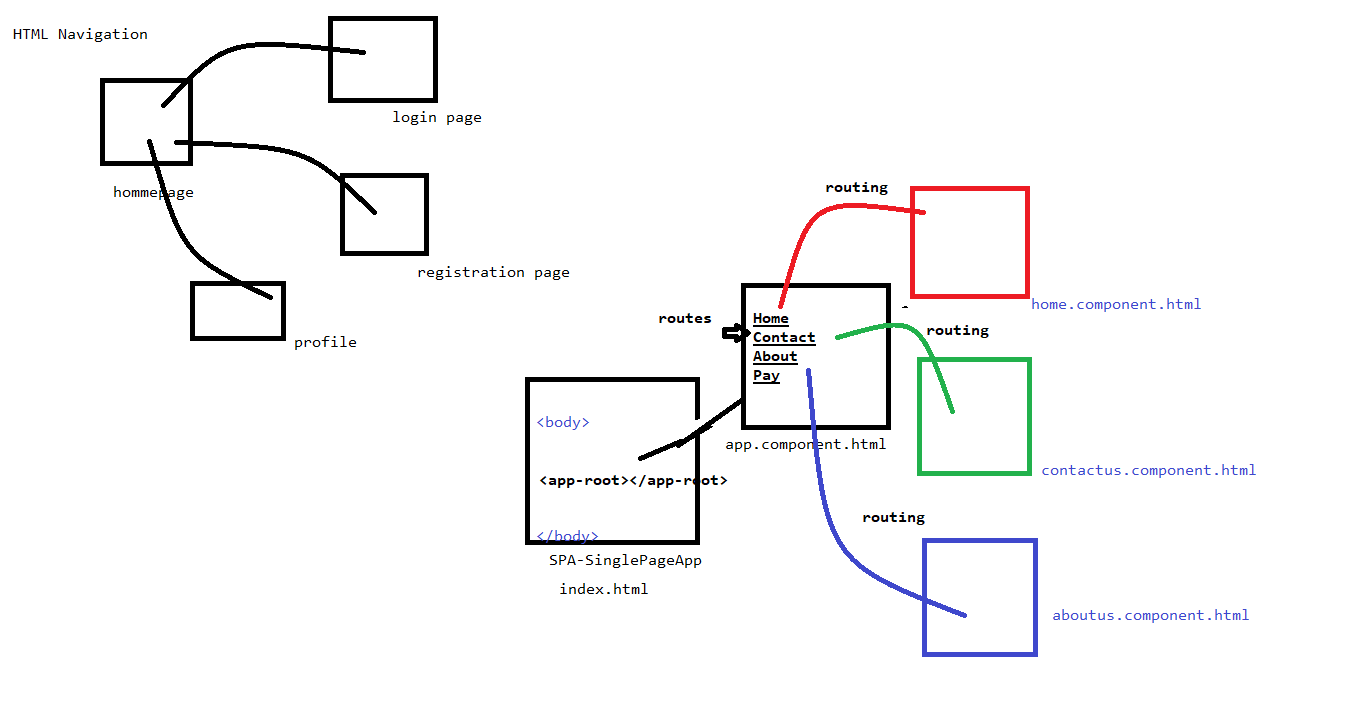 HTML Navigation
login page
hommepage
registration page
profile
routing
home.component.html
routes
Home
Contact
About
Pay
routing
<body>
app.component.html
contactus.component.html
<app-root></app-root>
routing
</body>
SPA-SinglePageApp
index.html
aboutus.component.html